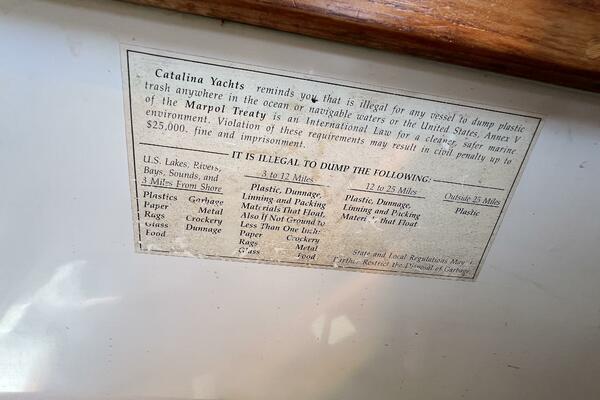 Catalina Yachts reminds you that is illegal for any vessel to dump plastic
trash anywhere in the ocean or navigable waters or the United States. Annex V
of the Marpol Treaty is an International Law for a cleaner, safer marine
environment. Violation of these requirements may result in civil penalty up to
$25,000. fine and imprisonment.
IT IS ILLEGAL TO DUMP THE FOLLOWING:
U.S. Lakes, Rivers,
Bays, Sounds, and
3 Miles From Shore
Plastics Garbage
Paper Metal
Rags Crockery
Glass Dunnage
Food
3 to 12 Miles
Plastic, Dunnage,
Linning and Packing
Materials That Float,
Also If Not Ground to
Less Than One Inch:
Paper Crockery
Rags Metal
Glass Food
12 to 25 Miles
Plastic, Dunnage,
Linning and Packing
Materials that Float
Outside 25 Miles
Plastic
State and Local Regulations May
Further Restrict the Disposal of Garbage